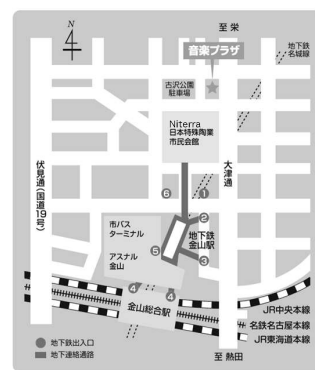 N
至 栄
音楽プラザ
地下鉄
名城線
古沢公園
駐車場
Niterra
日本特殊陶業
市民会館
伏見通(国道19号)
大津通
6
1
2
市バス
ターミナル
地下鉄
金山駅
5
3
アスナル
金山
4
4
金山総合駅
JR中央本線
名鉄名古屋本線
JR東海道本線
地下鉄出入口
地下連絡通路
至 熱田